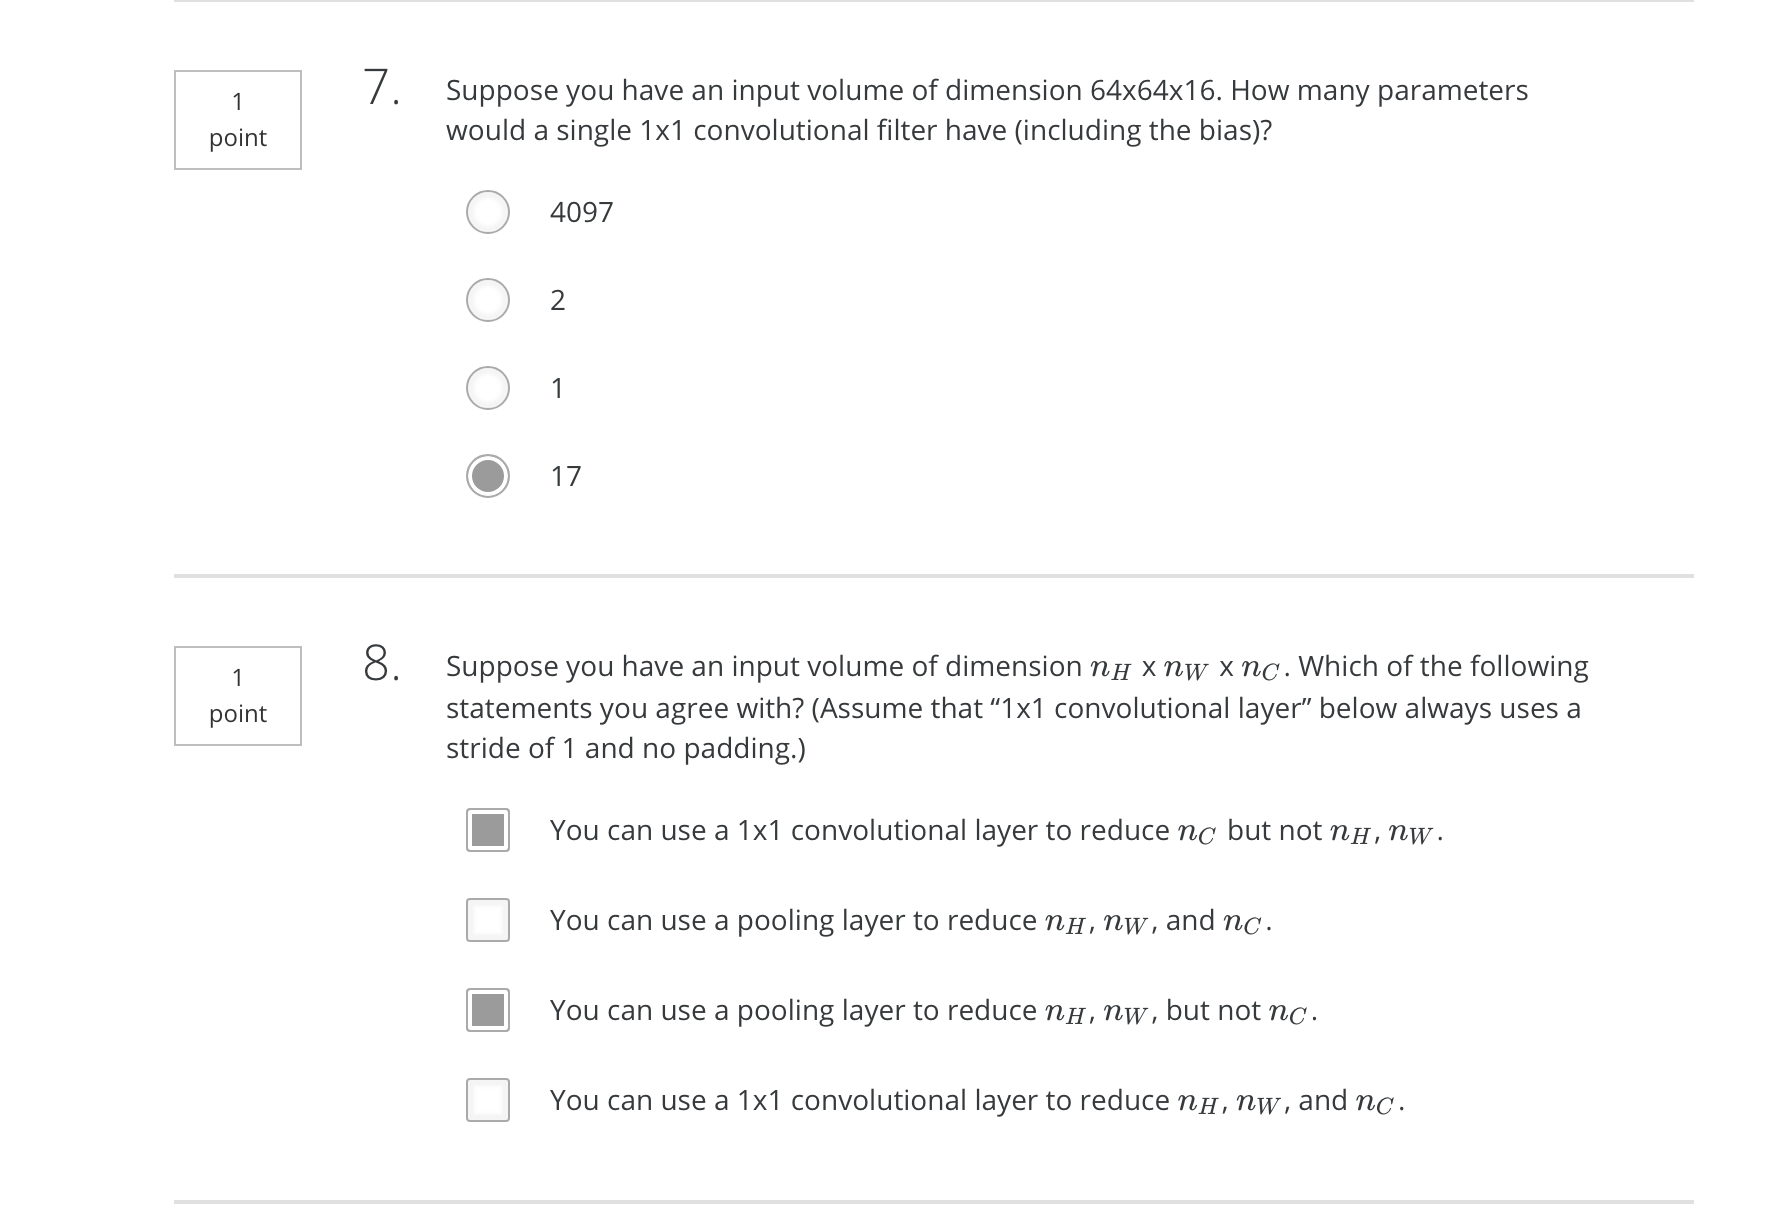 1
point
7.
Suppose you have an input volume of dimension 64x64x16. How many parameters
would a single 1x1 convolutional filter have (including the bias)?
4097
2
1
17
1
point
8.
Suppose you have an input volume of dimension n_H x n_W x n_C. Which of the following
statements you agree with? (Assume that “1x1 convolutional layer” below always uses a
stride of 1 and no padding.)
You can use a 1x1 convolutional layer to reduce n_C but not n_H, n_W.
You can use a pooling layer to reduce n_H, n_W, and n_C.
You can use a pooling layer to reduce n_H, n_W, but not n_C.
You can use a 1x1 convolutional layer to reduce n_H, n_W, and n_C.